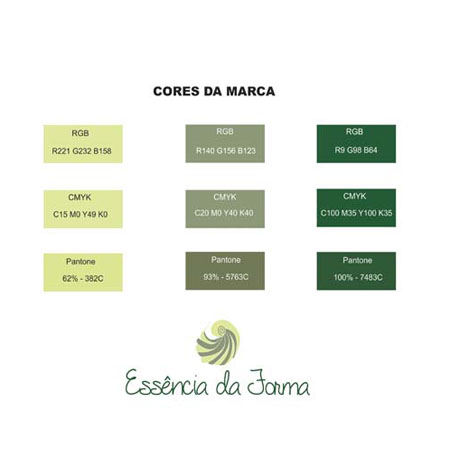 CORES DA MARCA
RGB
R221 G232 B158
RGB
R140 G156 B123
RGB
R9 G98 B64
CMYK
C15 M0 Y49 K0
CMYK
C20 M0 Y40 K40
CMYK
C100 M35 Y100 K35
Pantone
62% - 382C
Pantone
93% - 5763C
Pantone
100% - 7483C
Essência da Forma